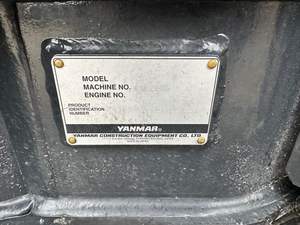 MODEL
MACHINE NO.
ENGINE NO.
PRODUCT
IDENTIFICATION
NUMBER
YANMAR®
YANMAR CONSTRUCTION EQUIPMENT CO., LTD.